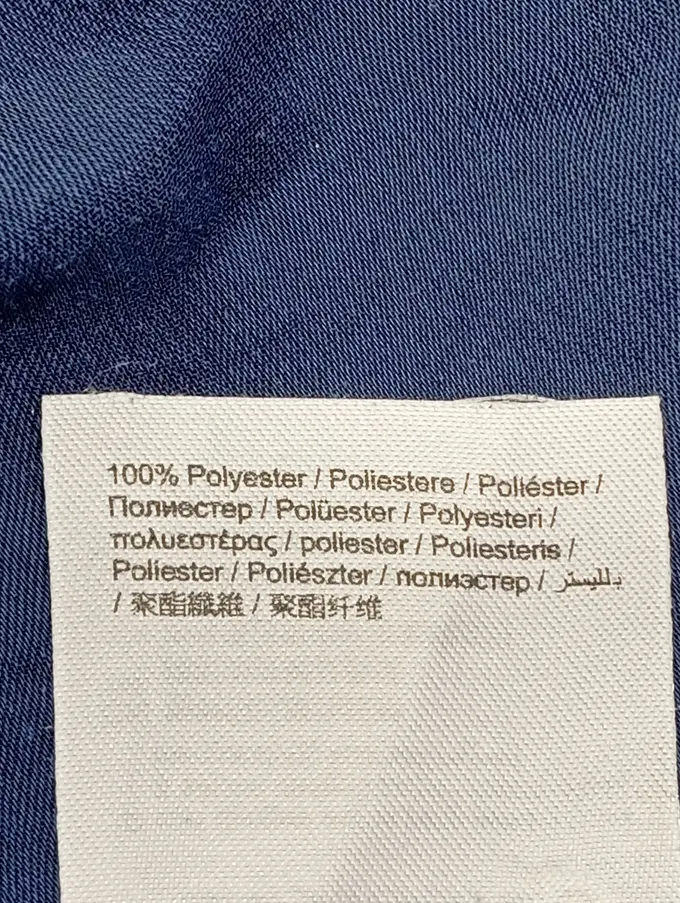 100% Polyester / Poliestere / Poliéster /
Полиестер / Polüester / Polyesteri /
πολυεστέρας / poliester / Poliesteris /
Poliester / Poliészter / полиэстер / بلليستر
/ 聚酯纖維 / 聚酯纤维